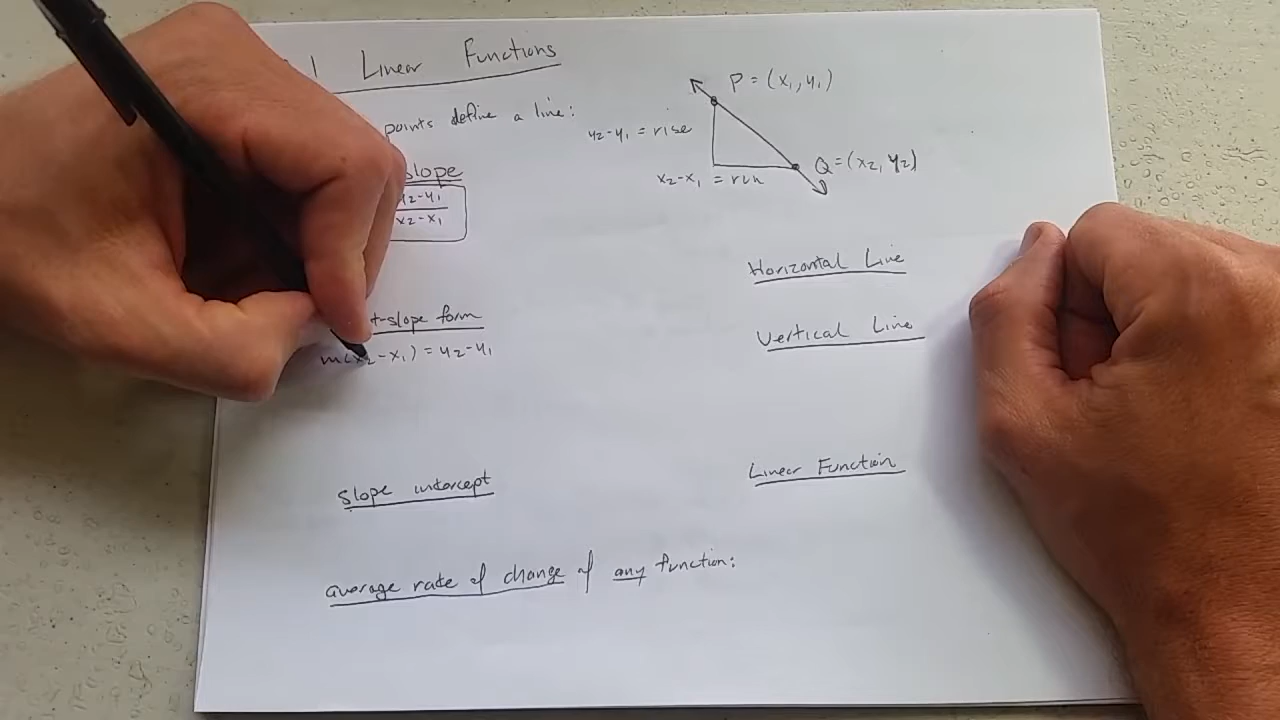 1 Linear Functions
points define a line:
P = (x₁, y₁)
y₂-y₁ = rise
Q = (x₂, y₂)
x₂-x₁ = run
slope
y₂-y₁
x₂-x₁
Horizontal Line
t-slope form
Vertical Line
m(x₂-x₁) = y₂-y₁
Linear Function
slope intercept
average rate of change of any function: